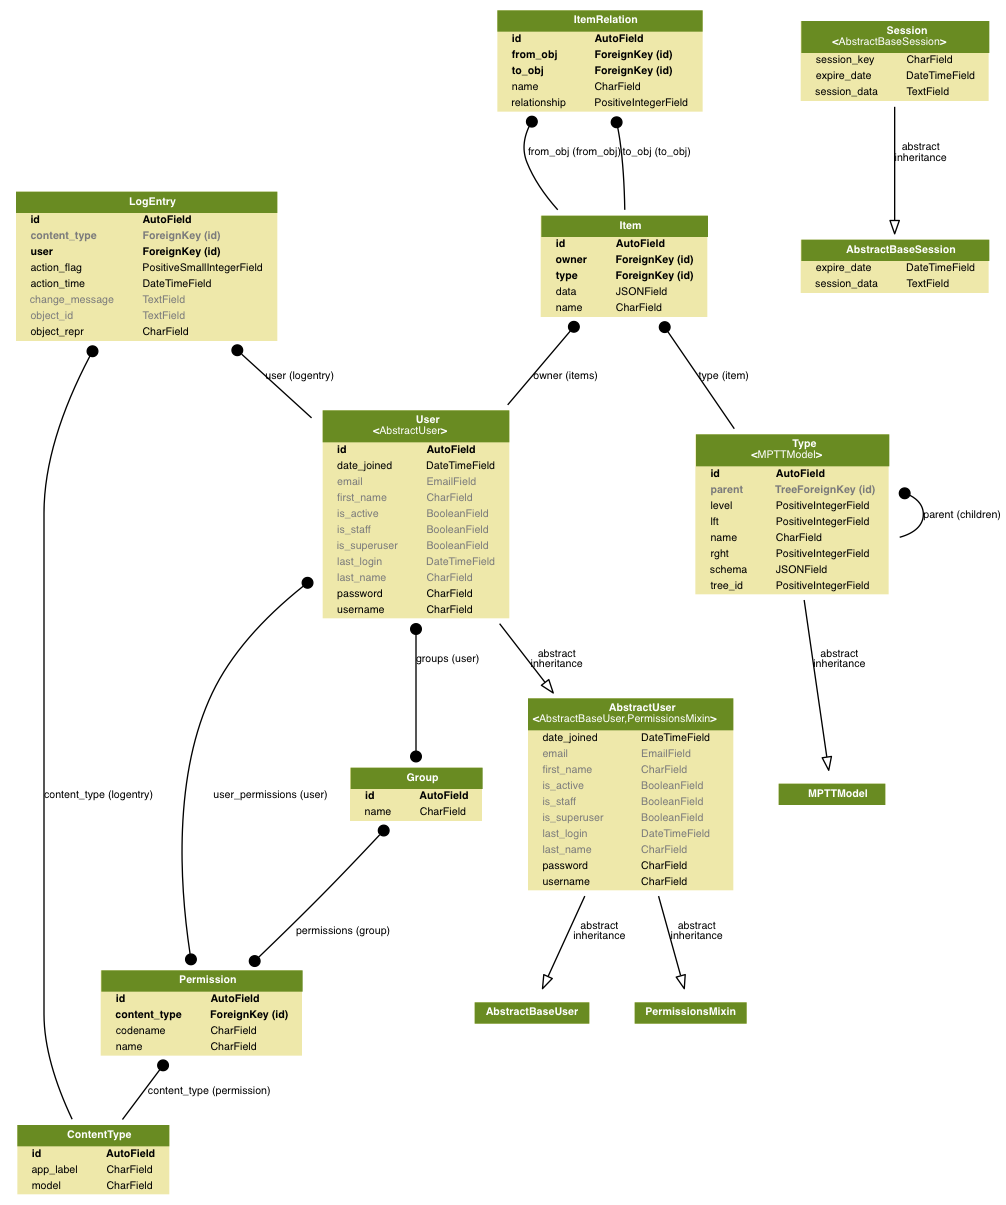 ItemRelation
id AutoField
from_obj ForeignKey (id)
to_obj ForeignKey (id)
name CharField
relationship PositiveIntegerField
Session
<AbstractBaseSession>
session_key CharField
expire_date DateTimeField
session_data TextField
from_obj (from_obj)
to_obj (to_obj)
abstract
inheritance
LogEntry
id AutoField
content_type ForeignKey (id)
user ForeignKey (id)
action_flag PositiveSmallIntegerField
action_time DateTimeField
change_message TextField
object_id TextField
object_repr CharField
Item
id AutoField
owner ForeignKey (id)
type ForeignKey (id)
data JSONField
name CharField
AbstractBaseSession
expire_date DateTimeField
session_data TextField
user (logentry)
owner (items)
type (item)
User
<AbstractUser>
id AutoField
date_joined DateTimeField
email EmailField
first_name CharField
is_active BooleanField
is_staff BooleanField
is_superuser BooleanField
last_login DateTimeField
last_name CharField
password CharField
username CharField
Type
<MPTTModel>
id AutoField
parent TreeForeignKey (id)
level PositiveIntegerField
lft PositiveIntegerField
name CharField
rght PositiveIntegerField
schema JSONField
tree_id PositiveIntegerField
parent (children)
groups (user)
abstract
inheritance
abstract
inheritance
AbstractUser
<AbstractBaseUser,PermissionsMixin>
date_joined DateTimeField
email EmailField
first_name CharField
is_active BooleanField
is_staff BooleanField
is_superuser BooleanField
last_login DateTimeField
last_name CharField
password CharField
username CharField
Group
id AutoField
name CharField
MPTTModel
content_type (logentry)
user_permissions (user)
permissions (group)
abstract
inheritance
abstract
inheritance
Permission
id AutoField
content_type ForeignKey (id)
codename CharField
name CharField
AbstractBaseUser
PermissionsMixin
content_type (permission)
ContentType
id AutoField
app_label CharField
model CharField